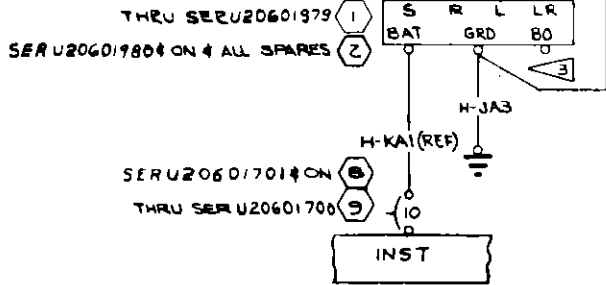 THRU SERU20601979 1
S R L LR
BAT GRD BO
SER U20601980 & ON & ALL SPARES 2
3
H-JA3
H-KA1 (REF)
SERU20601701 & ON 8
THRU SER U20601700 9
10
INST